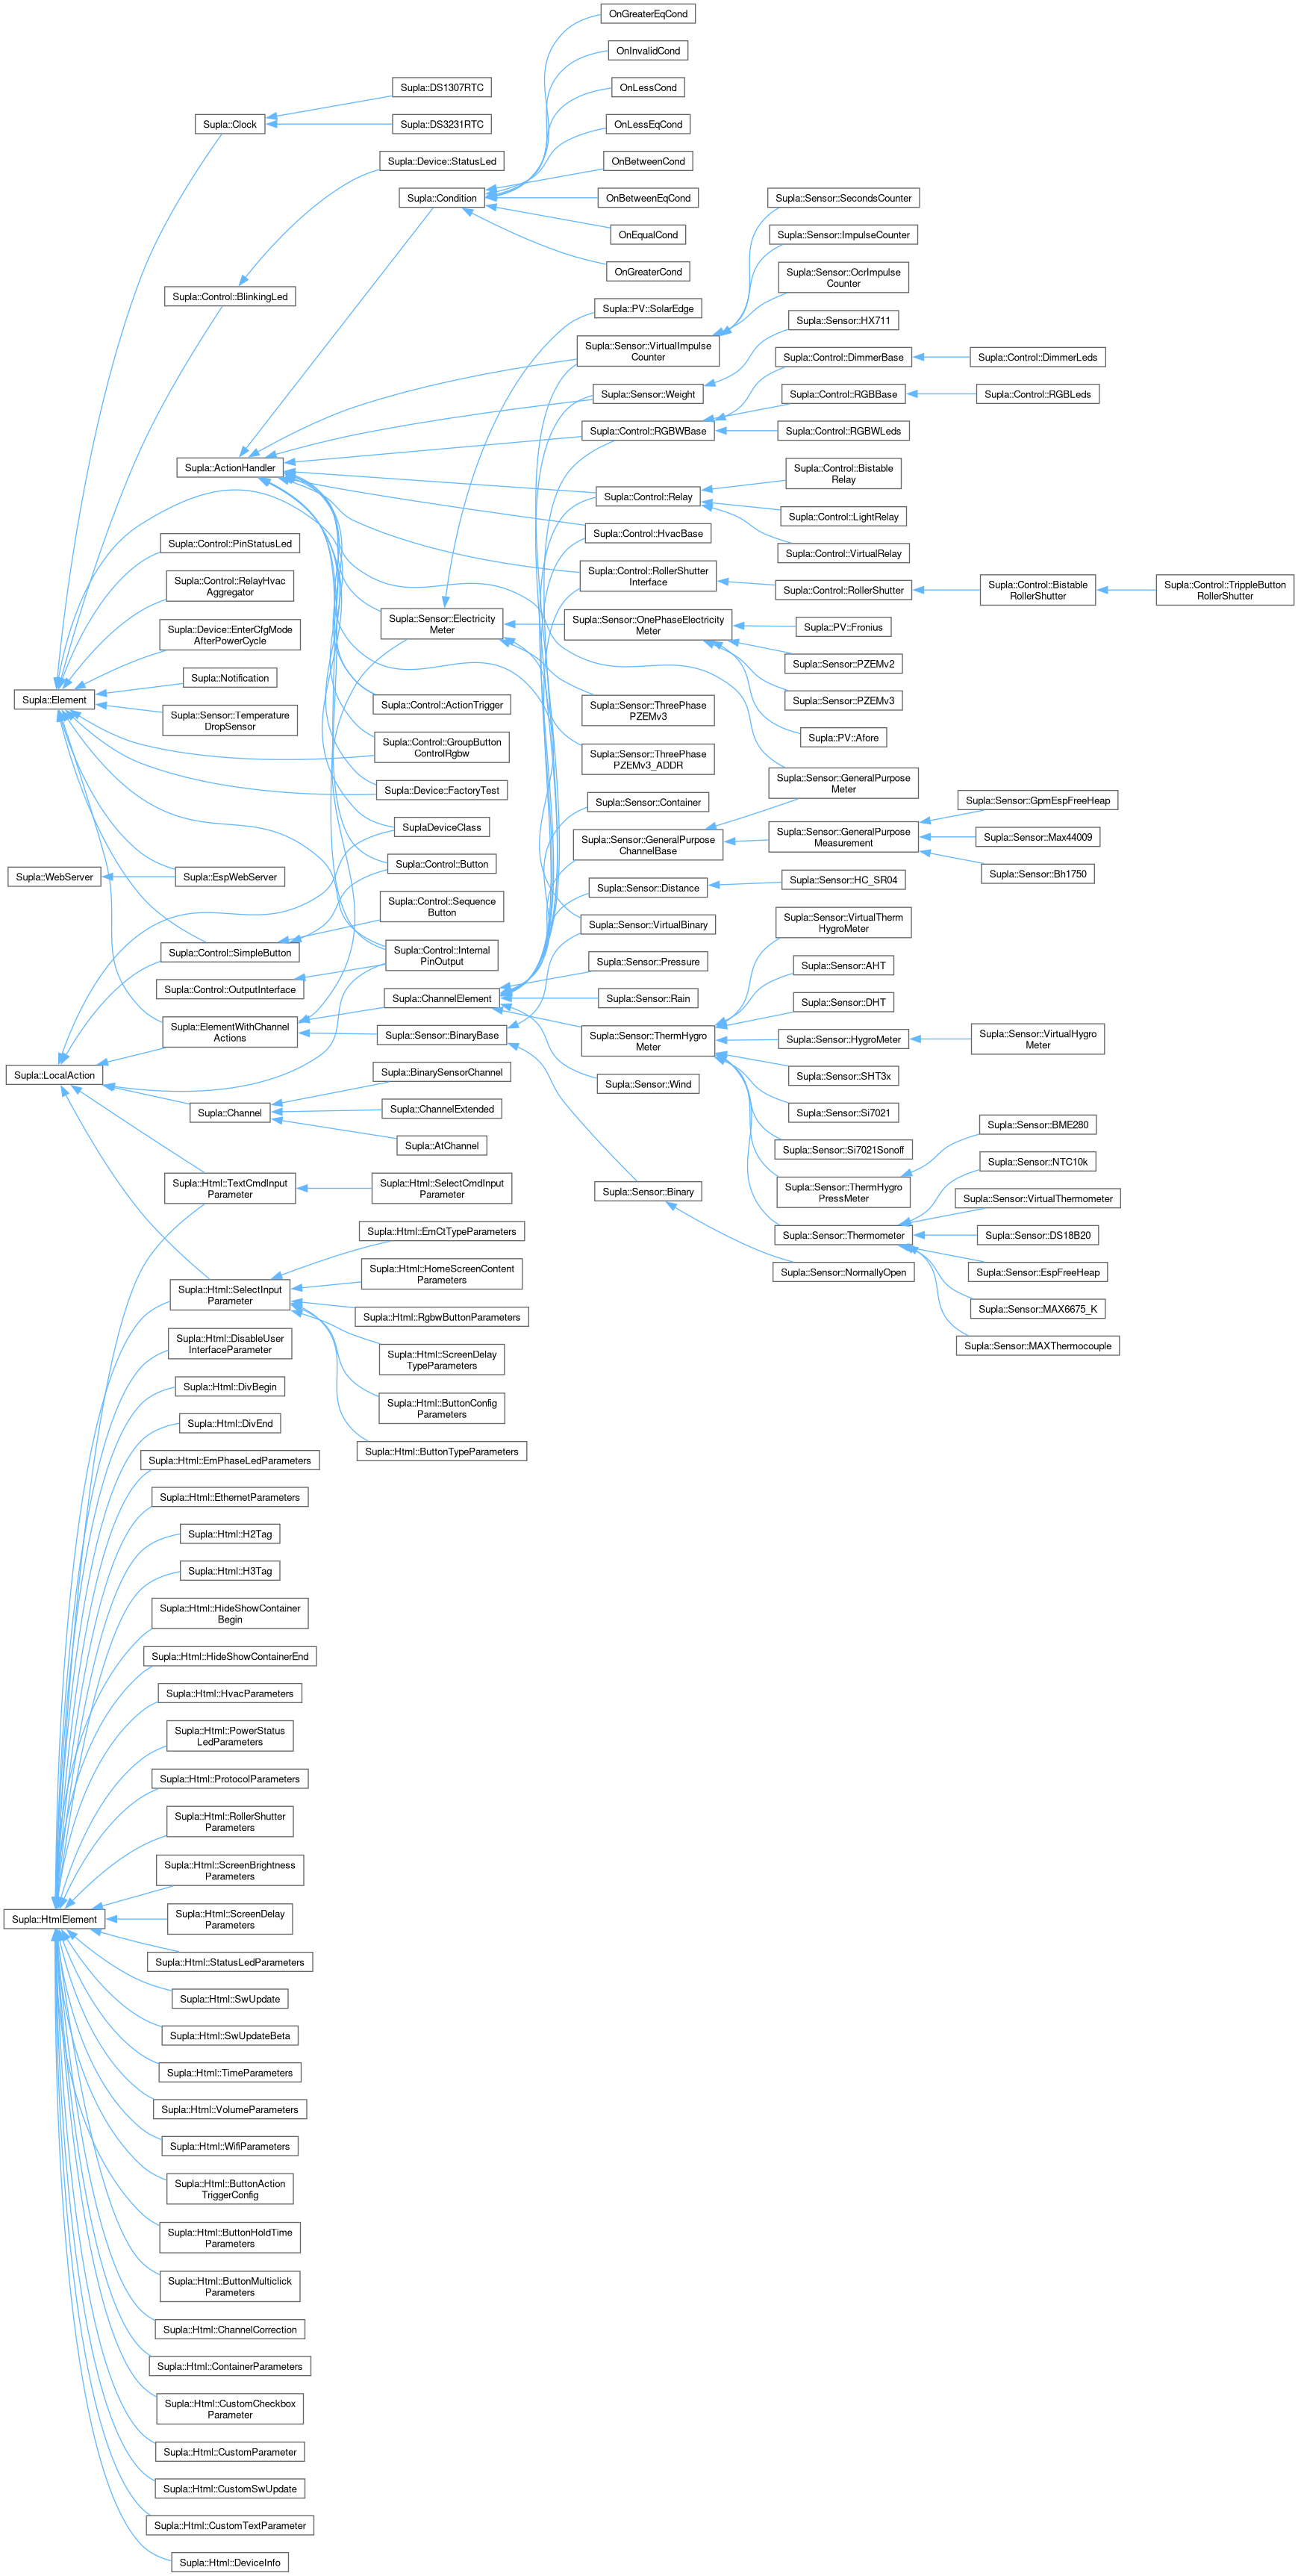 OnGreaterEqCond
OnInvalidCond
Supla::DS1307RTC
OnLessCond
Supla::Clock
Supla::DS3231RTC
OnLessEqCond
Supla::Device::StatusLed
OnBetweenCond
Supla::Condition
OnBetweenEqCond
Supla::Sensor::SecondsCounter
OnEqualCond
Supla::Sensor::ImpulseCounter
OnGreaterCond
Supla::Sensor::OcrImpulse
Counter
Supla::Control::BlinkingLed
Supla::PV::SolarEdge
Supla::Sensor::HX711
Supla::Sensor::VirtualImpulse
Counter
Supla::Control::DimmerBase
Supla::Control::DimmerLeds
Supla::Sensor::Weight
Supla::Control::RGBBase
Supla::Control::RGBLeds
Supla::Control::RGBWBase
Supla::Control::RGBWLeds
Supla::ActionHandler
Supla::Control::Bistable
Relay
Supla::Control::Relay
Supla::Control::LightRelay
Supla::Control::HvacBase
Supla::Control::VirtualRelay
Supla::Control::PinStatusLed
Supla::Control::RelayHvac
Aggregator
Supla::Control::RollerShutter
Interface
Supla::Control::RollerShutter
Supla::Control::Bistable
RollerShutter
Supla::Control::TrippleButton
RollerShutter
Supla::Device::EnterCfgMode
AfterPowerCycle
Supla::Sensor::Electricity
Meter
Supla::Sensor::OnePhaseElectricity
Meter
Supla::PV::Fronius
Supla::Sensor::PZEMv2
Supla::Notification
Supla::Element
Supla::Sensor::PZEMv3
Supla::Control::ActionTrigger
Supla::Sensor::ThreePhase
PZEMv3
Supla::Sensor::Temperature
DropSensor
Supla::PV::Afore
Supla::Control::GroupButton
ControlRgbw
Supla::Sensor::ThreePhase
PZEMv3_ADDR
Supla::Sensor::GeneralPurpose
Meter
Supla::Device::FactoryTest
Supla::Sensor::Container
Supla::Sensor::GpmEspFreeHeap
SuplaDeviceClass
Supla::Sensor::GeneralPurpose
ChannelBase
Supla::Sensor::GeneralPurpose
Measurement
Supla::Sensor::Max44009
Supla::Control::Button
Supla::WebServer
Supla::EspWebServer
Supla::Sensor::Bh1750
Supla::Sensor::Distance
Supla::Sensor::HC_SR04
Supla::Control::Sequence
Button
Supla::Sensor::VirtualBinary
Supla::Sensor::VirtualTherm
HygroMeter
Supla::Control::SimpleButton
Supla::Control::Internal
PinOutput
Supla::Sensor::Pressure
Supla::Sensor::AHT
Supla::Control::OutputInterface
Supla::ChannelElement
Supla::Sensor::Rain
Supla::Sensor::DHT
Supla::ElementWithChannel
Actions
Supla::Sensor::BinaryBase
Supla::Sensor::ThermHygro
Meter
Supla::Sensor::HygroMeter
Supla::Sensor::VirtualHygro
Meter
Supla::LocalAction
Supla::BinarySensorChannel
Supla::Sensor::Wind
Supla::Sensor::SHT3x
Supla::Channel
Supla::ChannelExtended
Supla::Sensor::Si7021
Supla::AtChannel
Supla::Sensor::Si7021Sonoff
Supla::Sensor::BME280
Supla::Sensor::NTC10k
Supla::Html::TextCmdInput
Parameter
Supla::Html::SelectCmdInput
Parameter
Supla::Sensor::Binary
Supla::Sensor::ThermHygro
PressMeter
Supla::Sensor::VirtualThermometer
Supla::Html::EmCtTypeParameters
Supla::Sensor::Thermometer
Supla::Sensor::DS18B20
Supla::Html::HomeScreenContent
Parameters
Supla::Sensor::NormallyOpen
Supla::Sensor::EspFreeHeap
Supla::Html::SelectInput
Parameter
Supla::Html::RgbwButtonParameters
Supla::Sensor::MAX6675_K
Supla::Html::DisableUser
InterfaceParameter
Supla::Html::ScreenDelay
TypeParameters
Supla::Sensor::MAXThermocouple
Supla::Html::DivBegin
Supla::Html::ButtonConfig
Parameters
Supla::Html::DivEnd
Supla::Html::ButtonTypeParameters
Supla::Html::EmPhaseLedParameters
Supla::Html::EthernetParameters
Supla::Html::H2Tag
Supla::Html::H3Tag
Supla::Html::HideShowContainer
Begin
Supla::Html::HideShowContainerEnd
Supla::Html::HvacParameters
Supla::Html::PowerStatus
LedParameters
Supla::Html::ProtocolParameters
Supla::Html::RollerShutter
Parameters
Supla::Html::ScreenBrightness
Parameters
Supla::HtmlElement
Supla::Html::ScreenDelay
Parameters
Supla::Html::StatusLedParameters
Supla::Html::SwUpdate
Supla::Html::SwUpdateBeta
Supla::Html::TimeParameters
Supla::Html::VolumeParameters
Supla::Html::WifiParameters
Supla::Html::ButtonAction
TriggerConfig
Supla::Html::ButtonHoldTime
Parameters
Supla::Html::ButtonMulticlick
Parameters
Supla::Html::ChannelCorrection
Supla::Html::ContainerParameters
Supla::Html::CustomCheckbox
Parameter
Supla::Html::CustomParameter
Supla::Html::CustomSwUpdate
Supla::Html::CustomTextParameter
Supla::Html::DeviceInfo